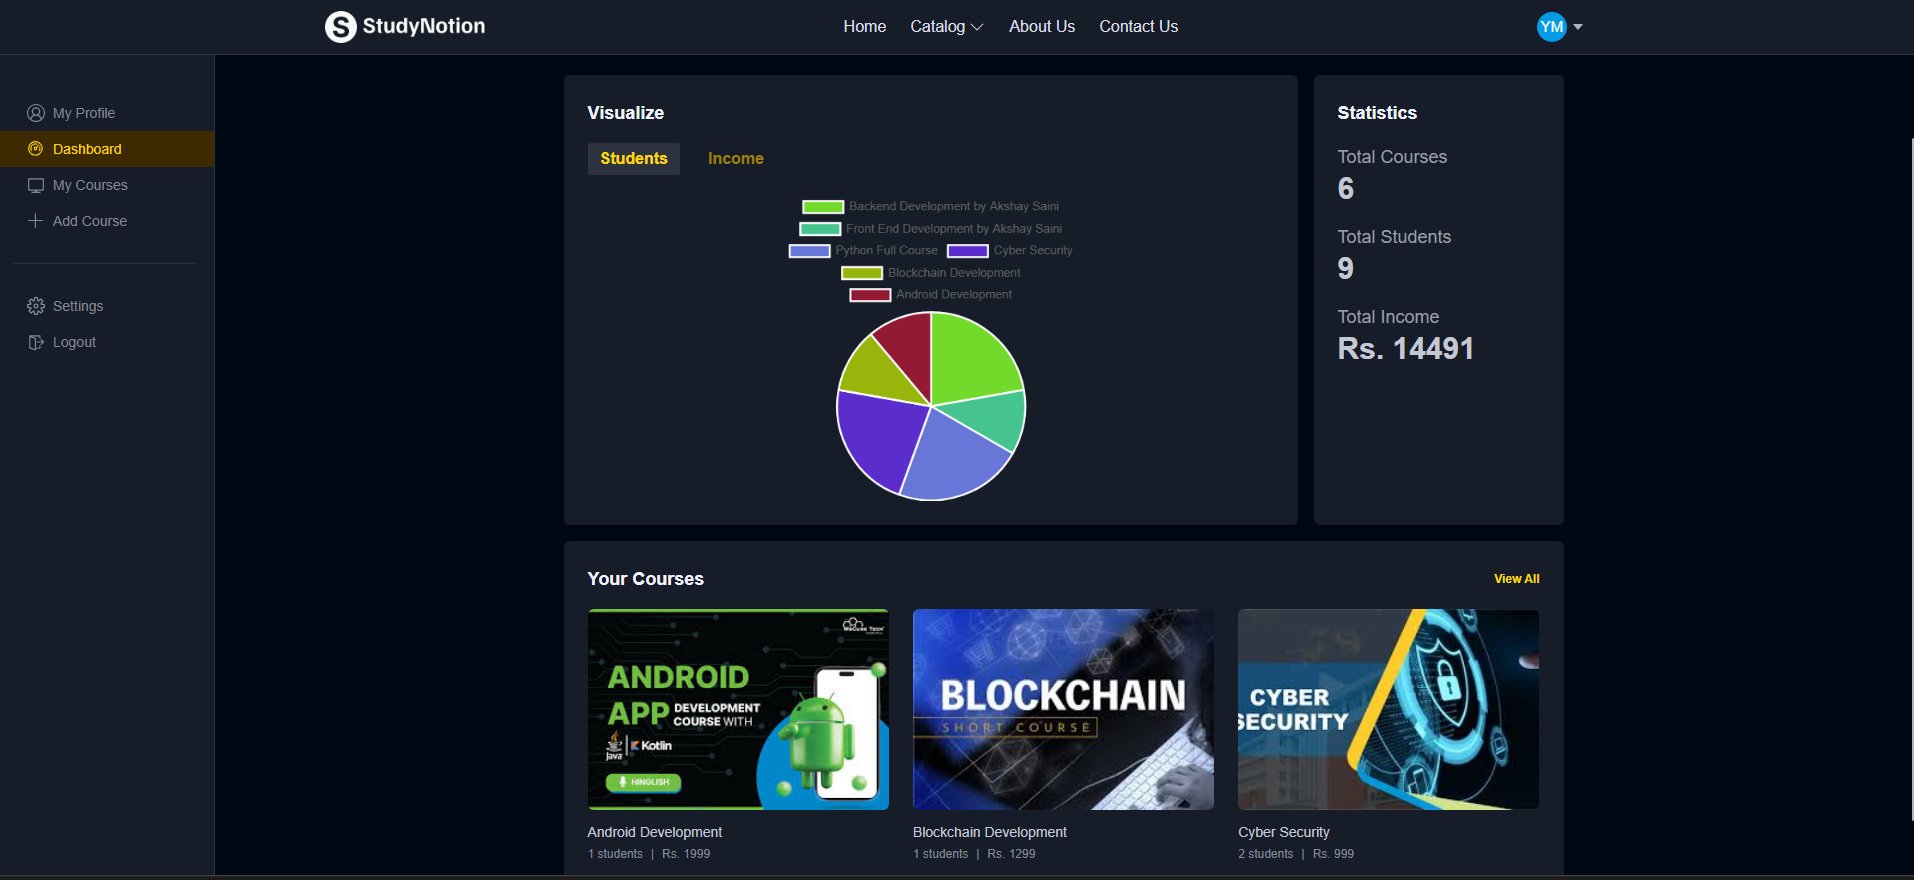 StudyNotion
Home Catalog About Us Contact Us
YM
My Profile
Dashboard
My Courses
Add Course
Settings
Logout
Visualize
Students Income
Backend Development by Akshay Saini
Front End Development by Akshay Saini
Python Full Course Cyber Security
Blockchain Development
Android Development
Statistics
Total Courses
6
Total Students
9
Total Income
Rs. 14491
Your Courses
View All
WsCube Tech
ANDROID
APP DEVELOPMENT
COURSE WITH
Java Kotlin
HINGLISH
Android Development
1 students | Rs. 1999
BLOCKCHAIN
SHORT COURSE
Blockchain Development
1 students | Rs. 1299
CYBER
SECURITY
Cyber Security
2 students | Rs. 999